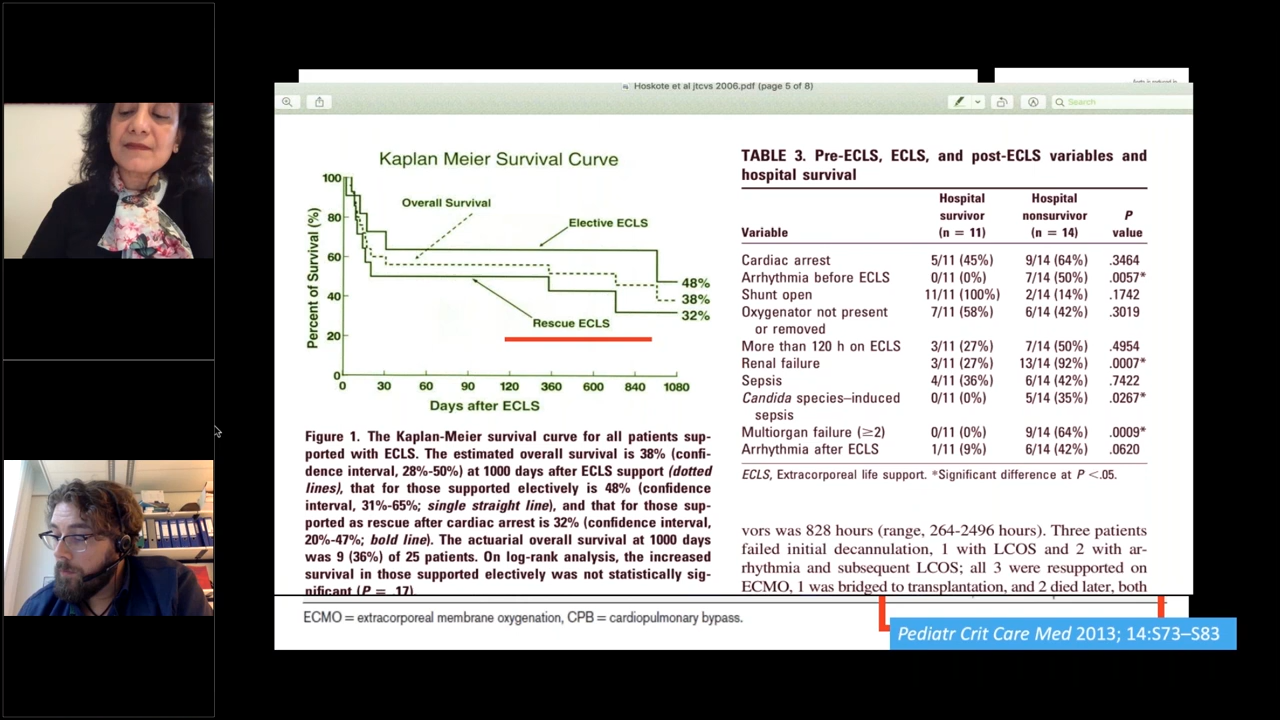 Hoskote et al jtcvs 2006.pdf (page 5 of 8)
Search
Kaplan Meier Survival Curve
Percent of Survival (%)
100
80
60
40
20
0
Overall Survival
Elective ECLS
Rescue ECLS
48%
38%
32%
0 30 60 90 120 360 600 840 1080
Days after ECLS
Figure 1. The Kaplan-Meier survival curve for all patients sup-
ported with ECLS. The estimated overall survival is 38% (confi-
dence interval, 28%-50%) at 1000 days after ECLS support (dotted
lines), that for those supported electively is 48% (confidence
interval, 31%-65%; single straight line), and that for those sup-
ported as rescue after cardiac arrest is 32% (confidence interval,
20%-47%; bold line). The actuarial overall survival at 1000 days
was 9 (36%) of 25 patients. On log-rank analysis, the increased
survival in those supported electively was not statistically sig-
nificant (P = .17).
TABLE 3. Pre-ECLS, ECLS, and post-ECLS variables and
hospital survival
Hospital Hospital
survivor nonsurvivor P
Variable (n = 11) (n = 14) value
Cardiac arrest 5/11 (45%) 9/14 (64%) .3464
Arrhythmia before ECLS 0/11 (0%) 7/14 (50%) .0057*
Shunt open 11/11 (100%) 2/14 (14%) .1742
Oxygenator not present 7/11 (58%) 6/14 (42%) .3019
or removed
More than 120 h on ECLS 3/11 (27%) 7/14 (50%) .4954
Renal failure 3/11 (27%) 13/14 (92%) .0007*
Sepsis 4/11 (36%) 6/14 (42%) .7422
Candida species–induced 0/11 (0%) 5/14 (35%) .0267*
sepsis
Multiorgan failure (≥2) 0/11 (0%) 9/14 (64%) .0009*
Arrhythmia after ECLS 1/11 (9%) 6/14 (42%) .0620
ECLS, Extracorporeal life support. *Significant difference at P <.05.
vors was 828 hours (range, 264-2496 hours). Three patients
failed initial decannulation, 1 with LCOS and 2 with ar-
rhythmia and subsequent LCOS; all 3 were resupported on
ECMO, 1 was bridged to transplantation, and 2 died later, both
ECMO = extracorporeal membrane oxygenation, CPB = cardiopulmonary bypass.
Pediatr Crit Care Med 2013; 14:S73–S83